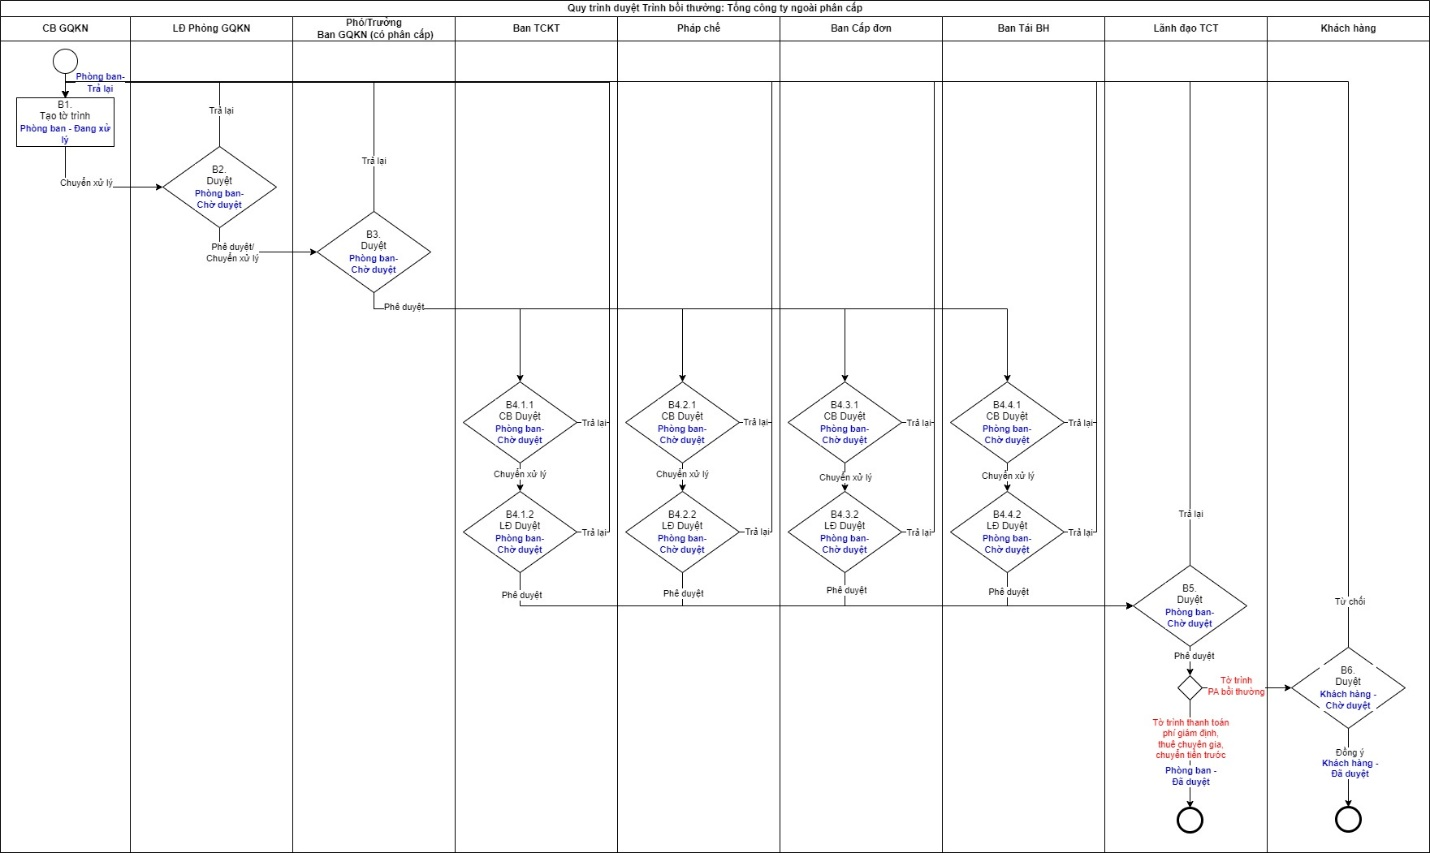 Quy trình duyệt Trình bồi thường: Tổng công ty ngoài phân cấp
CB GQKN
LĐ Phòng GQKN
Phó/Trưởng
Ban GQKN (có phân cấp)
Ban TCKT
Pháp chế
Ban Cấp đơn
Ban Tái BH
Lãnh đạo TCT
Khách hàng
Phòng ban-
Trả lại
B1.
Tạo tờ trình
Phòng ban - Đang xử
lý
Chuyển xử lý
Trả lại
B2.
Duyệt
Phòng ban-
Chờ duyệt
Phê duyệt/
Chuyển xử lý
Trả lại
B3.
Duyệt
Phòng ban-
Chờ duyệt
Phê duyệt
B4.1.1
CB Duyệt
Phòng ban-
Chờ duyệt
Trả lại
Chuyển xử lý
B4.1.2
LĐ Duyệt
Phòng ban-
Chờ duyệt
Trả lại
Phê duyệt
B4.2.1
CB Duyệt
Phòng ban-
Chờ duyệt
Trả lại
Chuyển xử lý
B4.2.2
LĐ Duyệt
Phòng ban-
Chờ duyệt
Trả lại
Phê duyệt
B4.3.1
CB Duyệt
Phòng ban-
Chờ duyệt
Trả lại
Chuyển xử lý
B4.3.2
LĐ Duyệt
Phòng ban-
Chờ duyệt
Trả lại
Phê duyệt
B4.4.1
CB Duyệt
Phòng ban-
Chờ duyệt
Trả lại
Chuyển xử lý
B4.4.2
LĐ Duyệt
Phòng ban-
Chờ duyệt
Trả lại
Phê duyệt
Trả lại
B5.
Duyệt
Phòng ban-
Chờ duyệt
Phê duyệt
Tờ trình
PA bồi thường
Tờ trình thanh toán
phí giám định,
thuê chuyên gia,
chuyển tiền trước
Phòng ban -
Đã duyệt
Từ chối
B6.
Duyệt
Khách hàng -
Chờ duyệt
Đồng ý
Khách hàng -
Đã duyệt